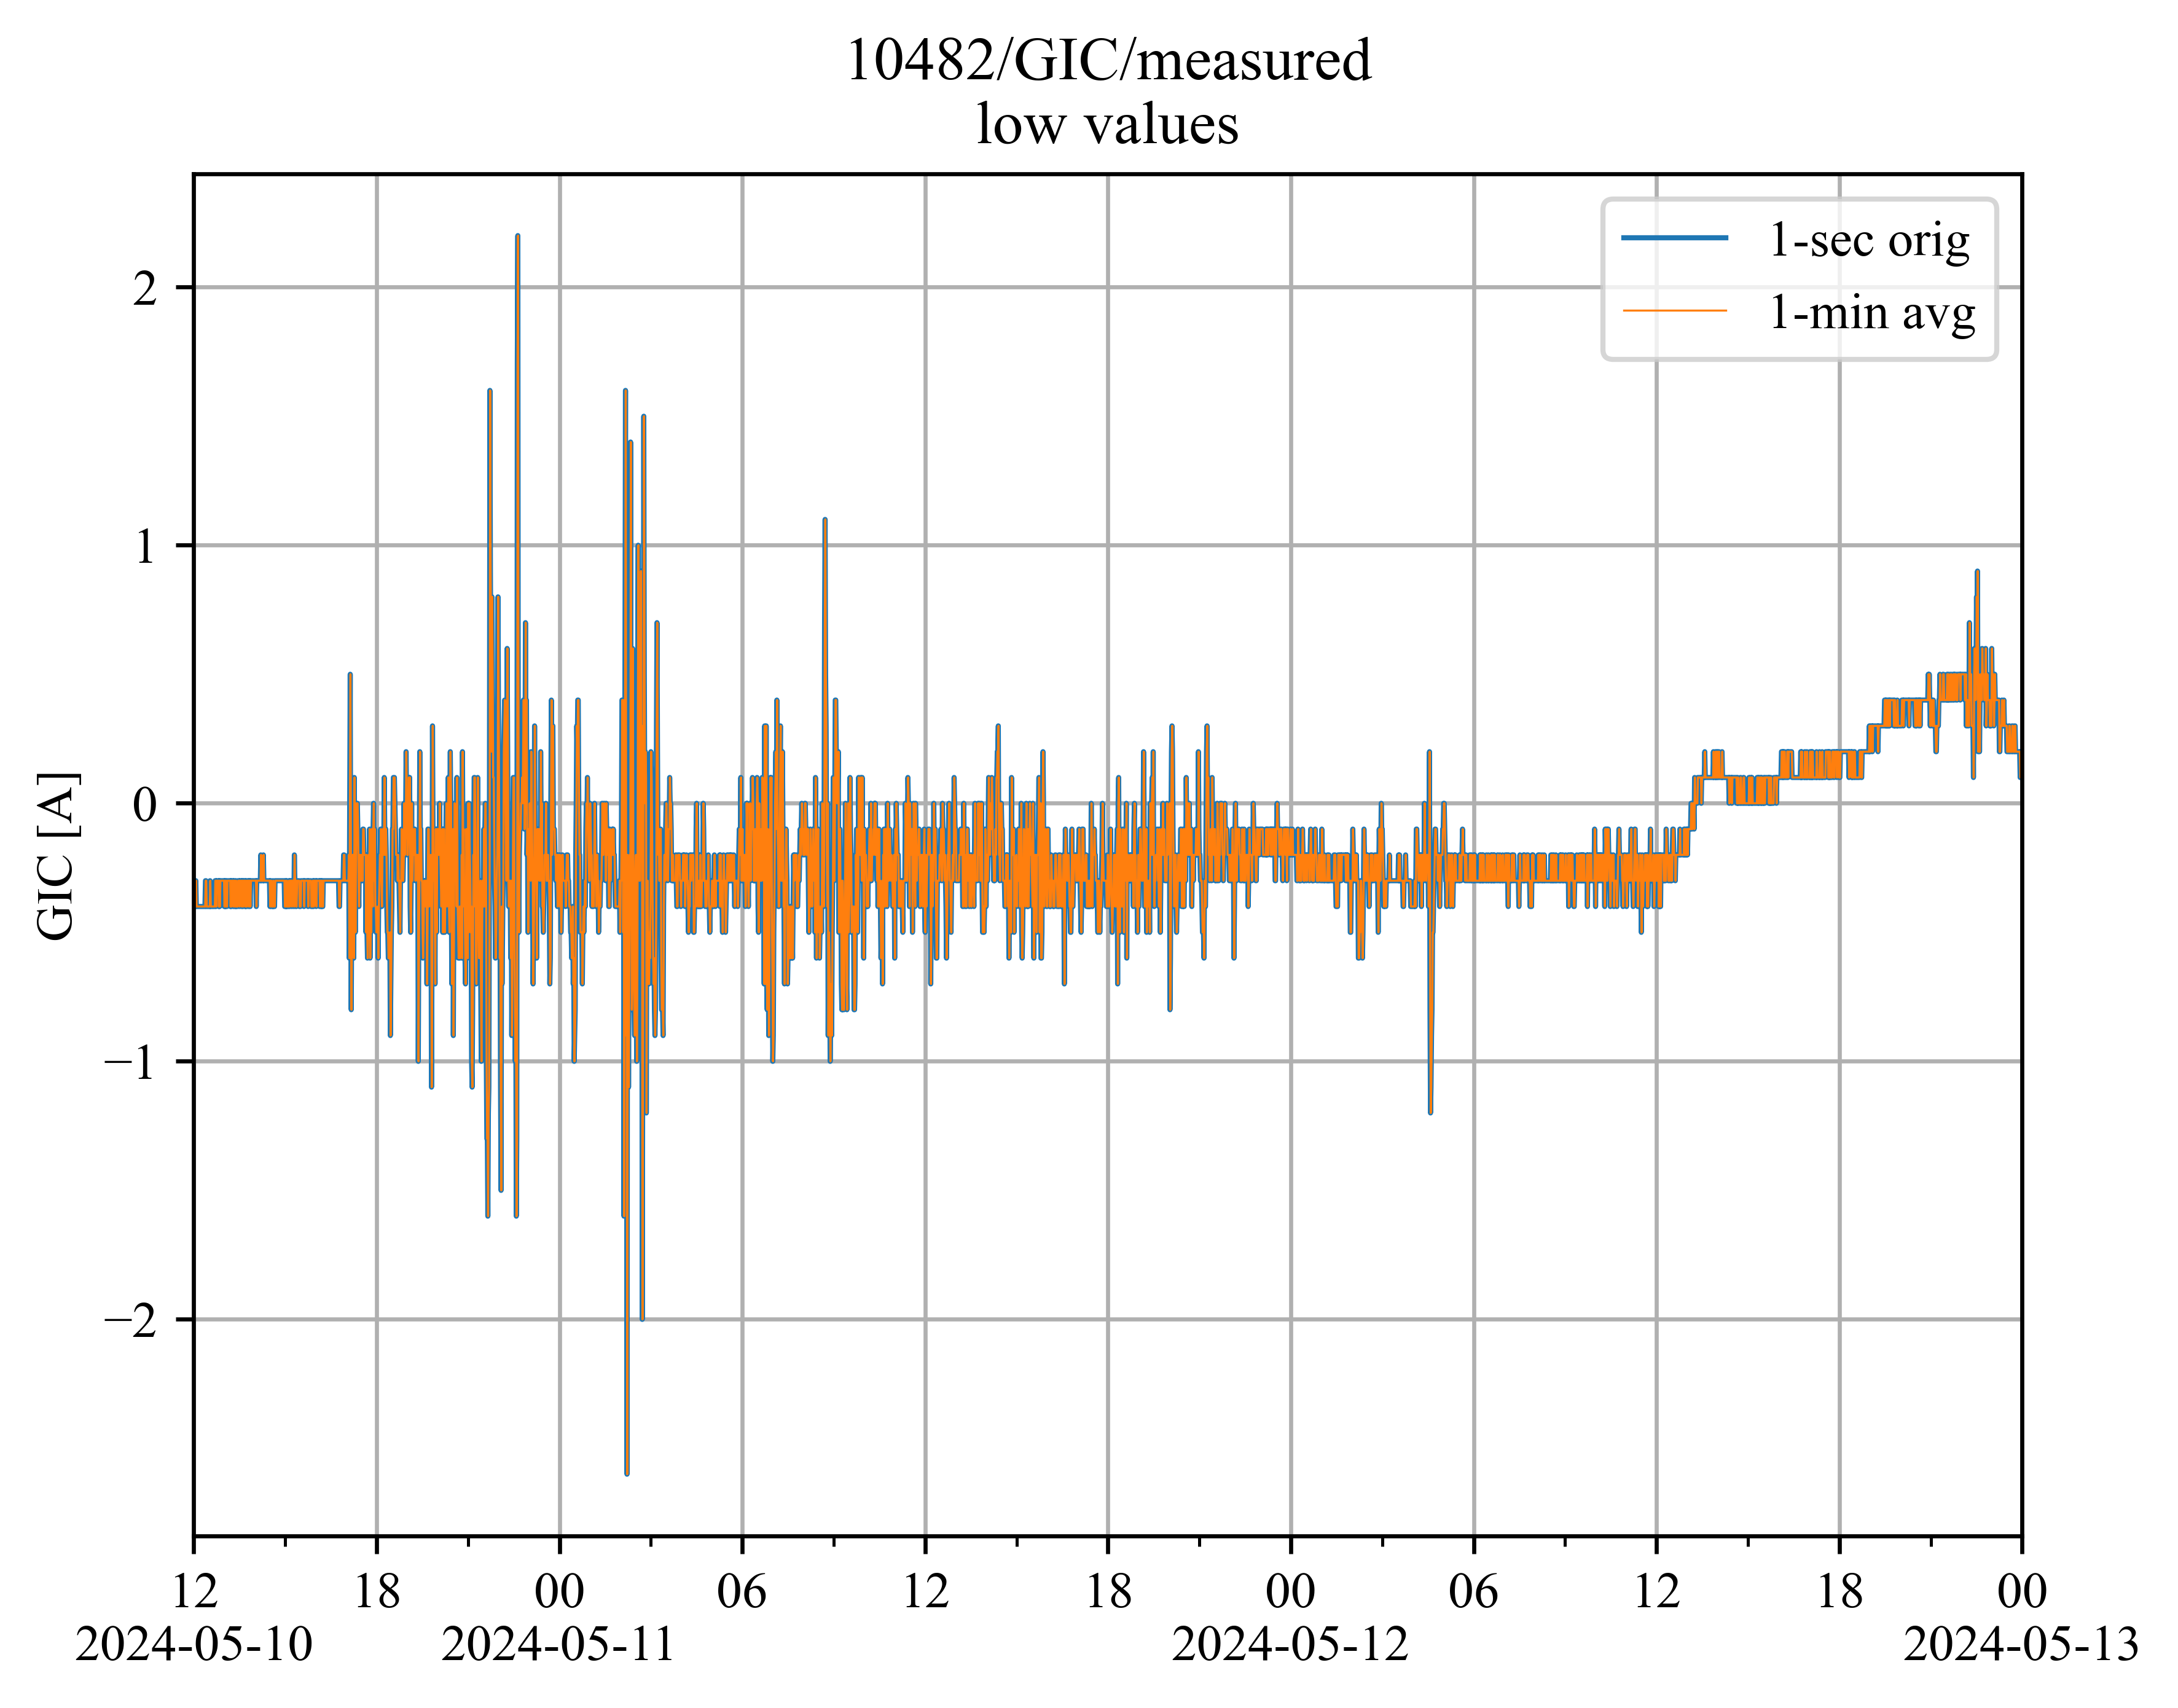 10482/GIC/measured
low values
1-sec orig
1-min avg
GIC [A]
2
1
0
−1
−2
12 18 00 06 12 18 00 06 12 18 00
2024-05-10 2024-05-11 2024-05-12 2024-05-13